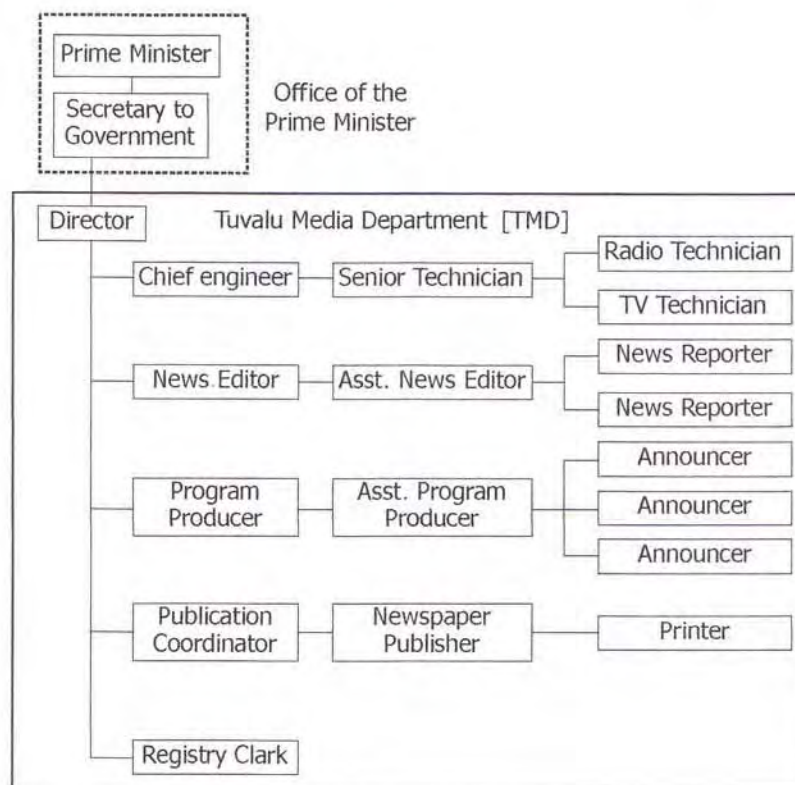 Prime Minister
Secretary to
Government
Office of the
Prime Minister
Director
Tuvalu Media Department [TMD]
Chief engineer
Senior Technician
Radio Technician
TV Technician
News Editor
Asst. News Editor
News Reporter
News Reporter
Program
Producer
Asst. Program
Producer
Announcer
Announcer
Announcer
Publication
Coordinator
Newspaper
Publisher
Printer
Registry Clark